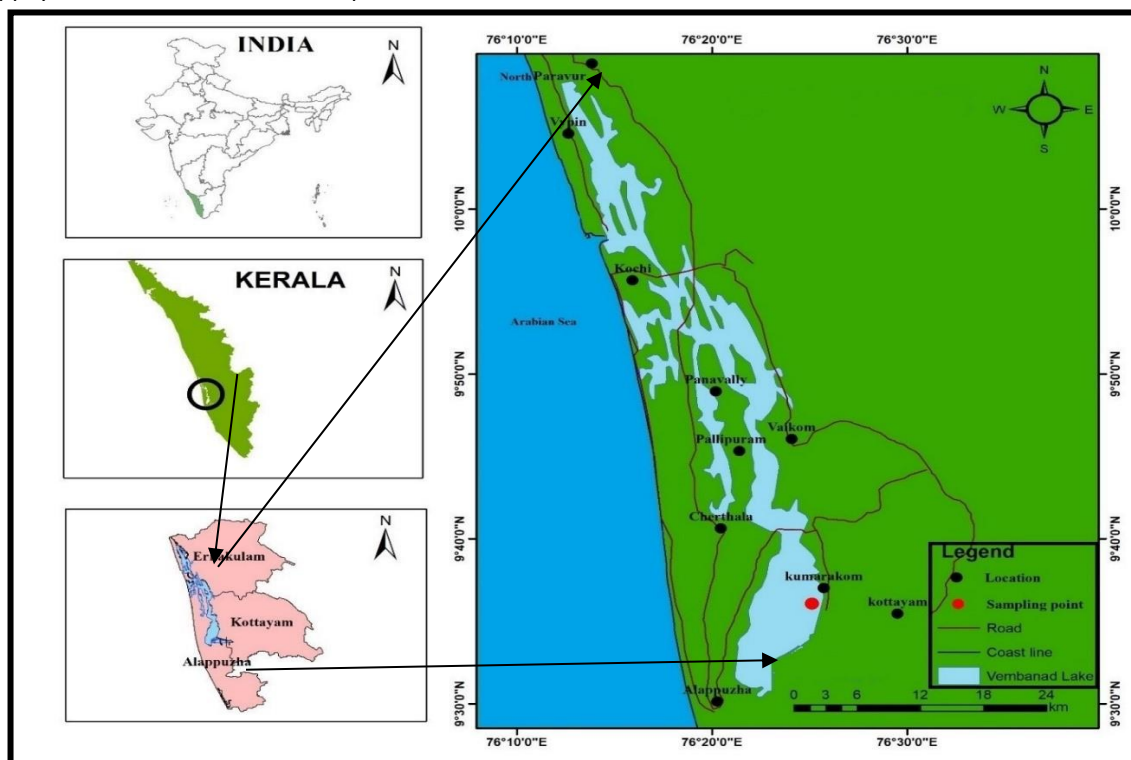 INDIA
N
KERALA
N
N
Ernakulam
Kottayam
Alappuzha
76°10'0"E 76°20'0"E 76°30'0"E
North Paravur
Vypin
Kochi
Arabian Sea
Panavally
Pallipuram
Vaikom
Cherthala
kumarakom
kottayam
Alappuzha
N
W E
S
10°0'0"N
9°50'0"N
9°40'0"N
9°30'0"N
10°0'0"N
9°50'0"N
9°40'0"N
9°30'0"N
Legend
Location
Sampling point
Road
Coast line
Vembanad Lake
0 3 6 12 18 24
km
76°10'0"E 76°20'0"E 76°30'0"E